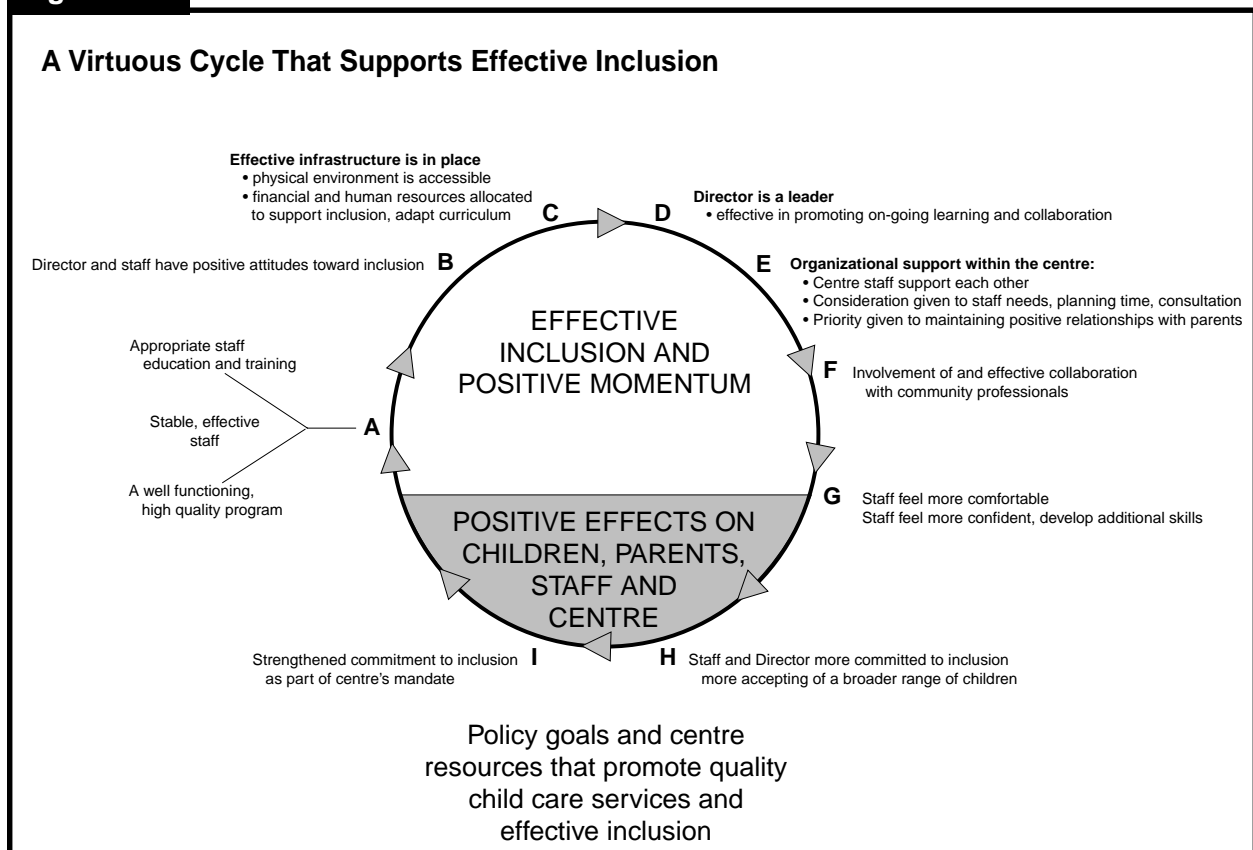 A Virtuous Cycle That Supports Effective Inclusion
Effective infrastructure is in place
• physical environment is accessible
• financial and human resources allocated
to support inclusion, adapt curriculum
C
D
Director is a leader
• effective in promoting on-going learning and collaboration
Director and staff have positive attitudes toward inclusion
B
E
Organizational support within the centre:
• Centre staff support each other
• Consideration given to staff needs, planning time, consultation
• Priority given to maintaining positive relationships with parents
EFFECTIVE
INCLUSION AND
POSITIVE MOMENTUM
Appropriate staff
education and training
Stable, effective
staff
A well functioning,
high quality program
A
F
Involvement of and effective collaboration
with community professionals
G
Staff feel more comfortable
Staff feel more confident, develop additional skills
POSITIVE EFFECTS ON
CHILDREN, PARENTS,
STAFF AND
CENTRE
Strengthened commitment to inclusion
as part of centre's mandate
I
H
Staff and Director more committed to inclusion
more accepting of a broader range of children
Policy goals and centre
resources that promote quality
child care services and
effective inclusion